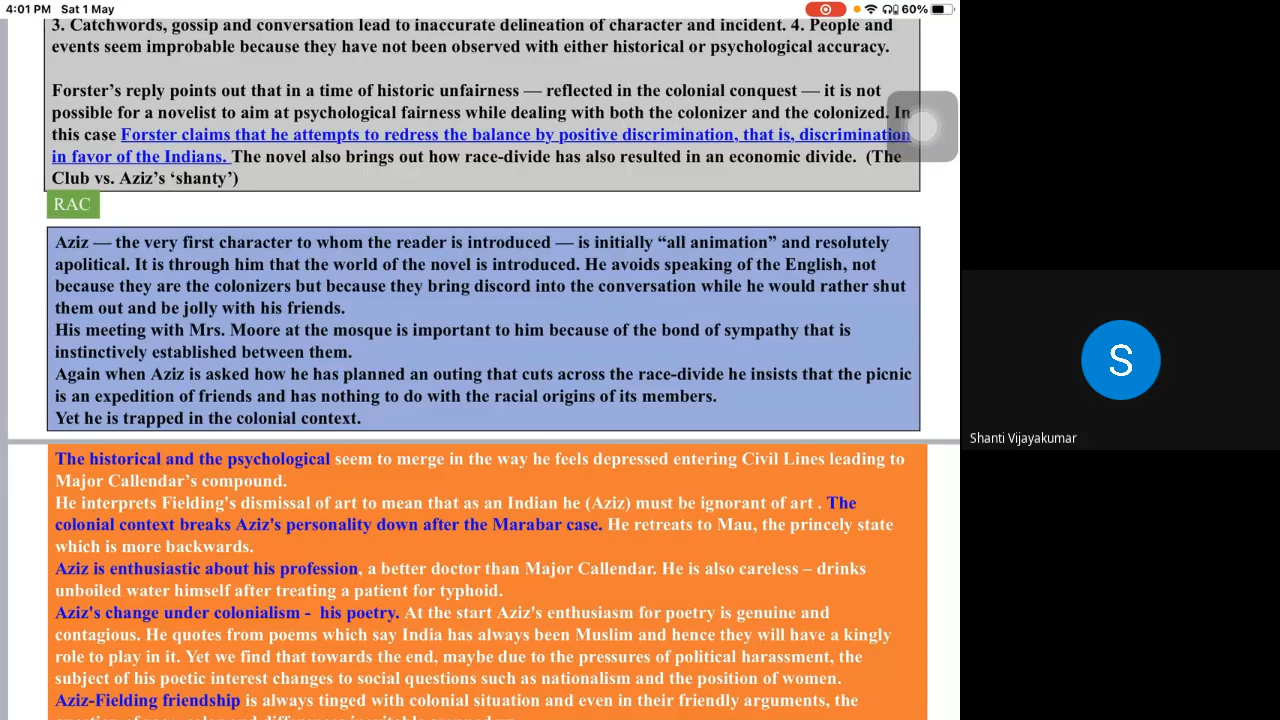 4:01 PM Sat 1 May
60%
3. Catchwords, gossip and conversation lead to inaccurate delineation of character and incident. 4. People and
events seem improbable because they have not been observed with either historical or psychological accuracy.
Forster's reply points out that in a time of historic unfairness — reflected in the colonial conquest — it is not
possible for a novelist to aim at psychological fairness while dealing with both the colonizer and the colonized. In
this case Forster claims that he attempts to redress the balance by positive discrimination, that is, discrimination
in favor of the Indians. The novel also brings out how race-divide has also resulted in an economic divide. (The
Club vs. Aziz's 'shanty')
RAC
Aziz — the very first character to whom the reader is introduced — is initially "all animation" and resolutely
apolitical. It is through him that the world of the novel is introduced. He avoids speaking of the English, not
because they are the colonizers but because they bring discord into the conversation while he would rather shut
them out and be jolly with his friends.
His meeting with Mrs. Moore at the mosque is important to him because of the bond of sympathy that is
instinctively established between them.
Again when Aziz is asked how he has planned an outing that cuts across the race-divide he insists that the picnic
is an expedition of friends and has nothing to do with the racial origins of its members.
Yet he is trapped in the colonial context.
The historical and the psychological seem to merge in the way he feels depressed entering Civil Lines leading to
Major Callendar's compound.
He interprets Fielding's dismissal of art to mean that as an Indian he (Aziz) must be ignorant of art . The
colonial context breaks Aziz's personality down after the Marabar case. He retreats to Mau, the princely state
which is more backwards.
Aziz is enthusiastic about his profession, a better doctor than Major Callendar. He is also careless – drinks
unboiled water himself after treating a patient for typhoid.
Aziz's change under colonialism - his poetry. At the start Aziz's enthusiasm for poetry is genuine and
contagious. He quotes from poems which say India has always been Muslim and hence they will have a kingly
role to play in it. Yet we find that towards the end, maybe due to the pressures of political harassment, the
subject of his poetic interest changes to social questions such as nationalism and the position of women.
Aziz-Fielding friendship is always tinged with colonial situation and even in their friendly arguments, the
S
Shanti Vijayakumar